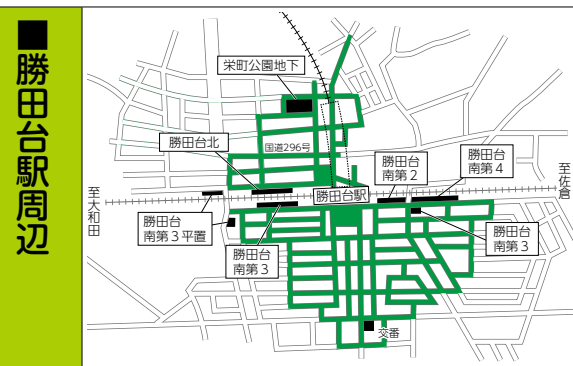 ■勝田台駅周辺
栄町公園地下
勝田台北
国道296号
勝田台
南第2
勝田台
南第4
至佐倉
至大和田
勝田台駅
勝田台
南第3平置
勝田台
南第3
勝田台
南第3
交番